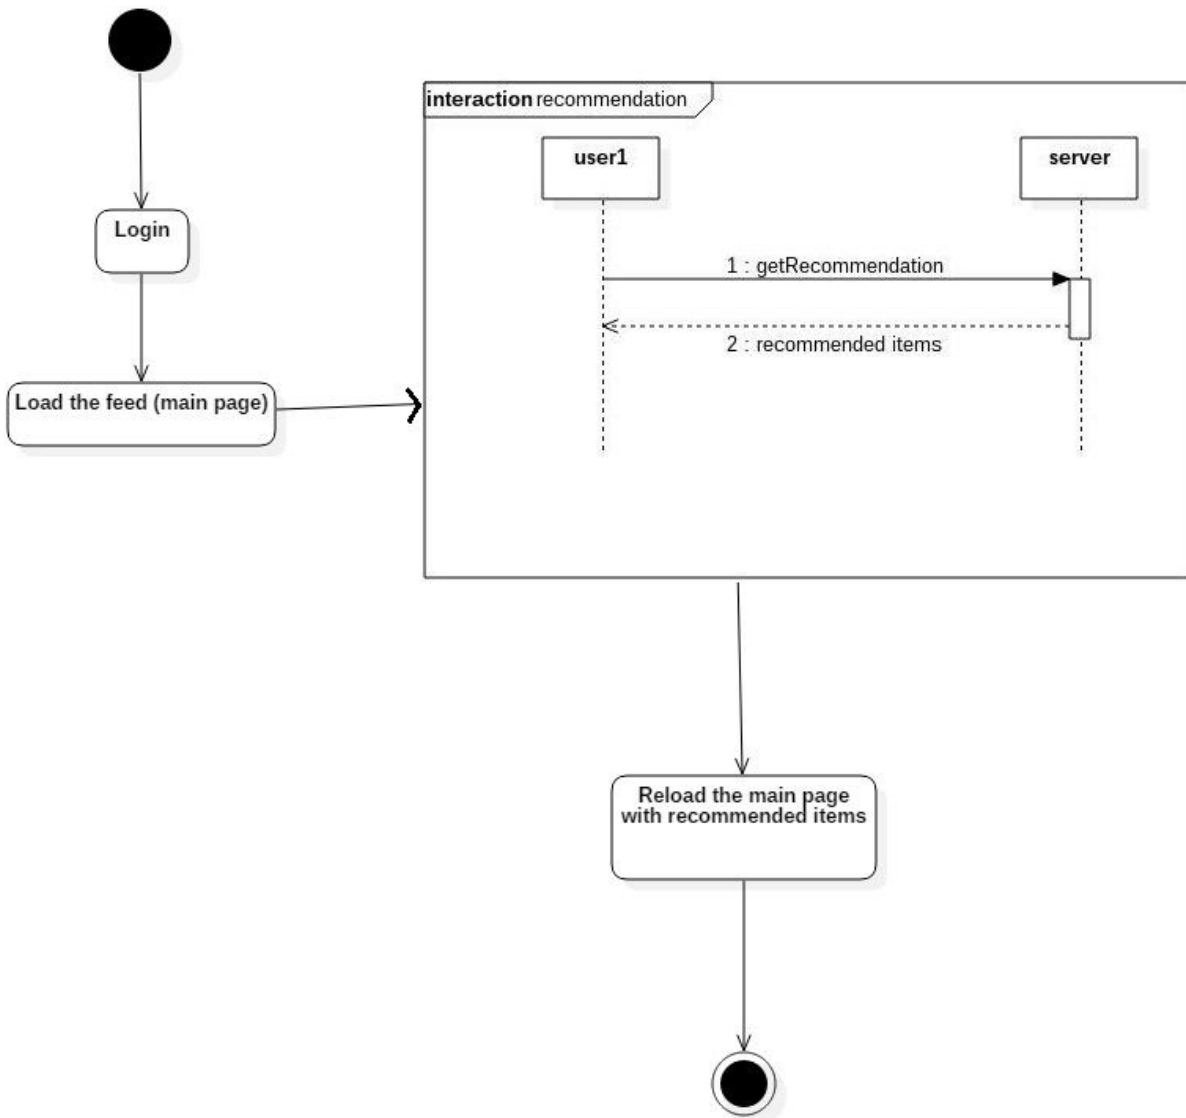 interaction recommendation
user1
server
Login
1 : getRecommendation
2 : recommended items
Load the feed (main page)
Reload the main page
with recommended items